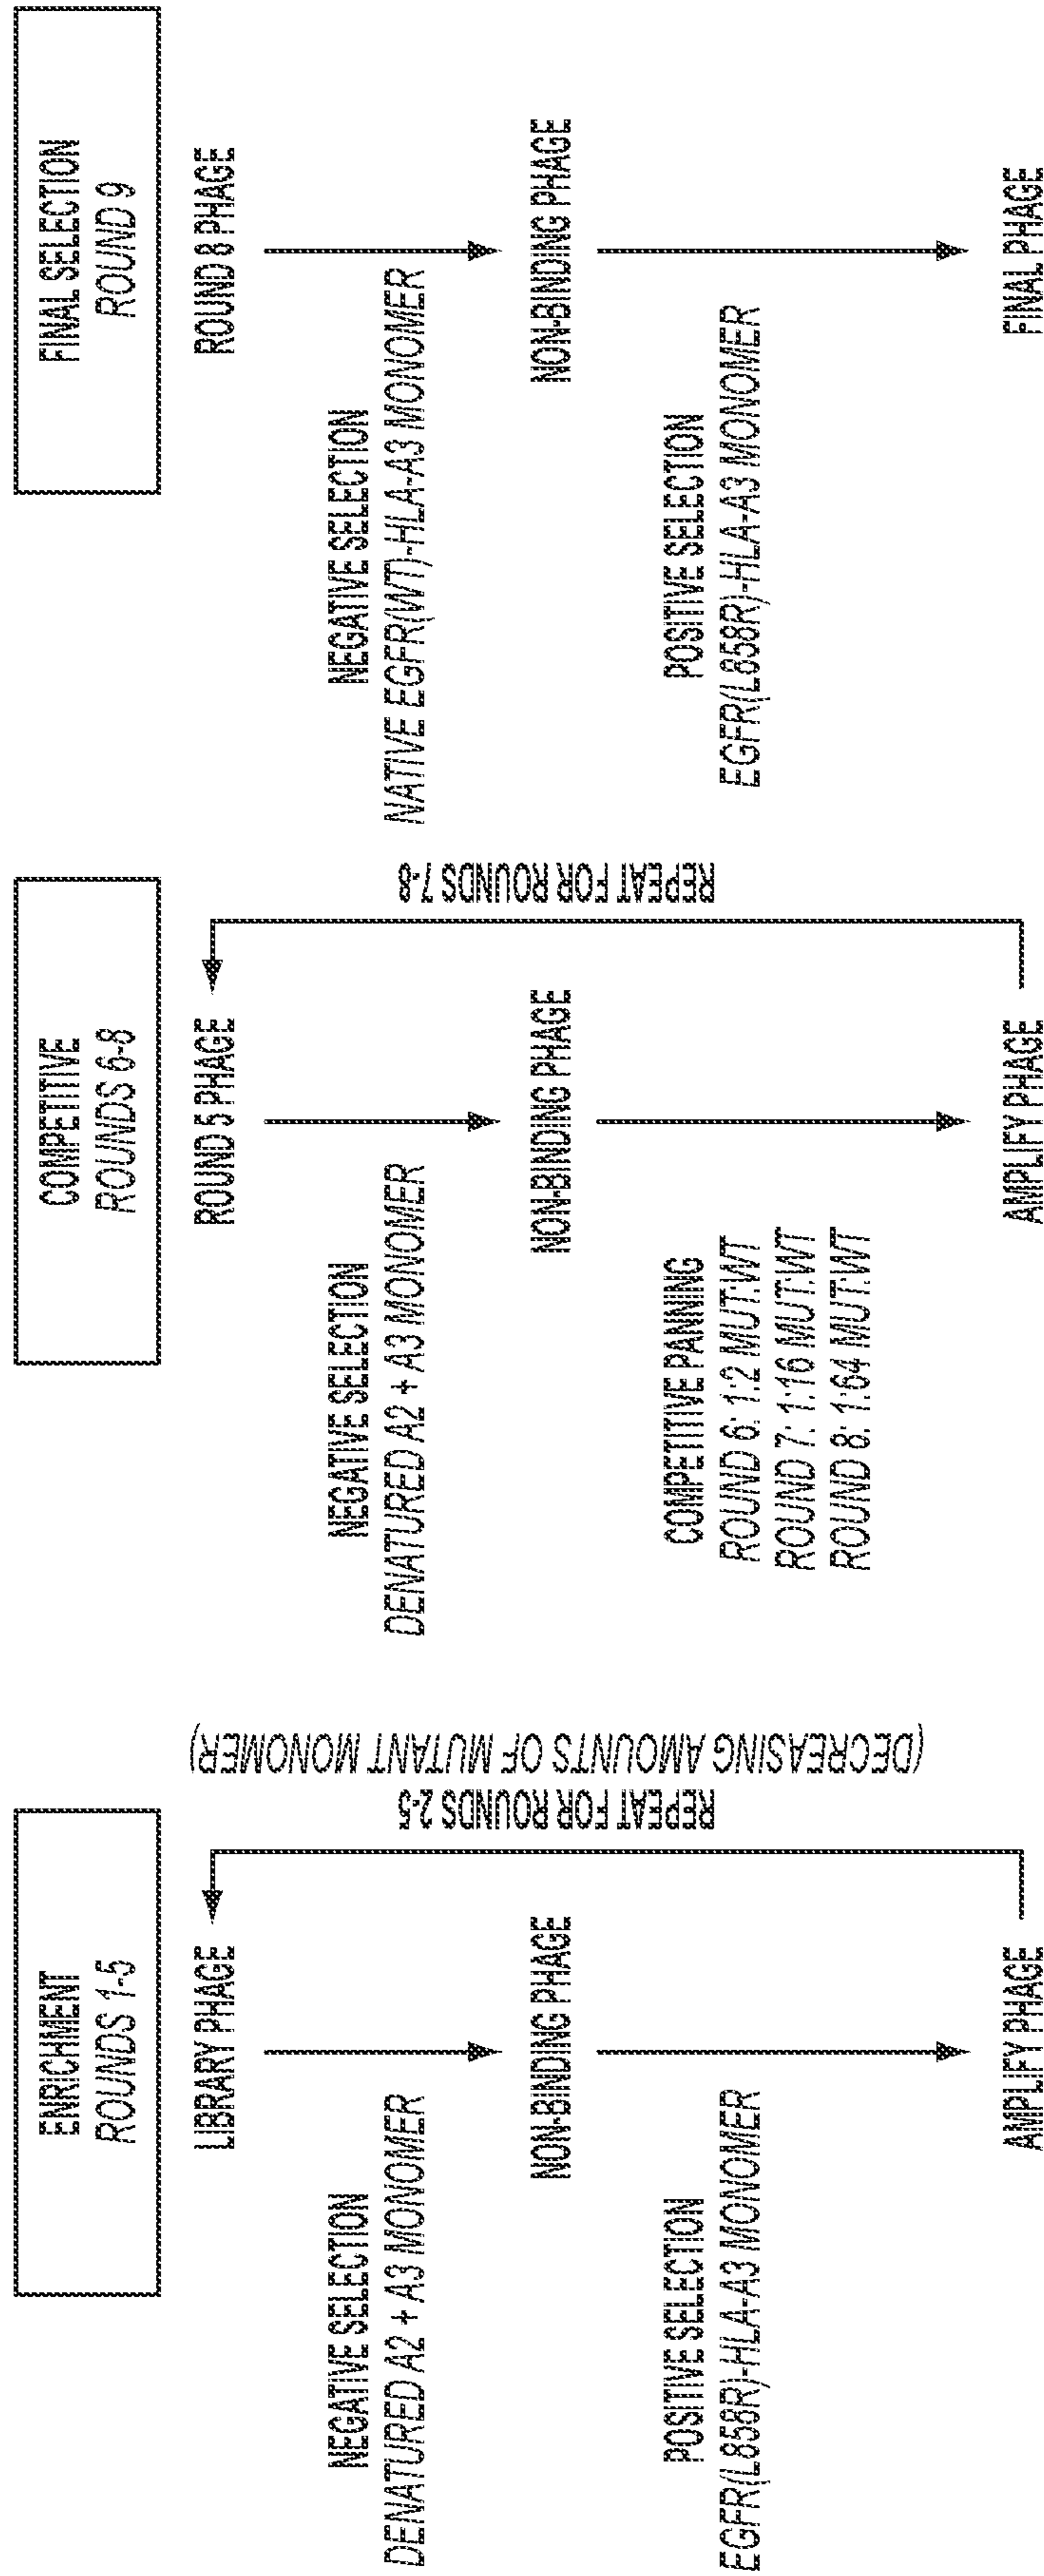 ENRICHMENT
ROUNDS 1-5
LIBRARY PHAGE
NEGATIVE SELECTION
DENATURED A2 + A3 MONOMER
NON-BINDING PHAGE
POSITIVE SELECTION
EGFR(L858R)-HLA-A3 MONOMER
AMPLIFY PHAGE
REPEAT FOR ROUNDS 2-5
(DECREASING AMOUNTS OF MUTANT MONOMER)
COMPETITIVE
ROUNDS 6-8
ROUND 5 PHAGE
NEGATIVE SELECTION
DENATURED A2 + A3 MONOMER
NON-BINDING PHAGE
COMPETITIVE PANNING
ROUND 6: 1:2 MUT:WT
ROUND 7: 1:16 MUT:WT
ROUND 8: 1:64 MUT:WT
AMPLIFY PHAGE
REPEAT FOR ROUNDS 7-8
FINAL SELECTION
ROUND 9
ROUND 8 PHAGE
NEGATIVE SELECTION
NATIVE EGFR(WT)-HLA-A3 MONOMER
NON-BINDING PHAGE
POSITIVE SELECTION
EGFR(L858R)-HLA-A3 MONOMER
FINAL PHAGE